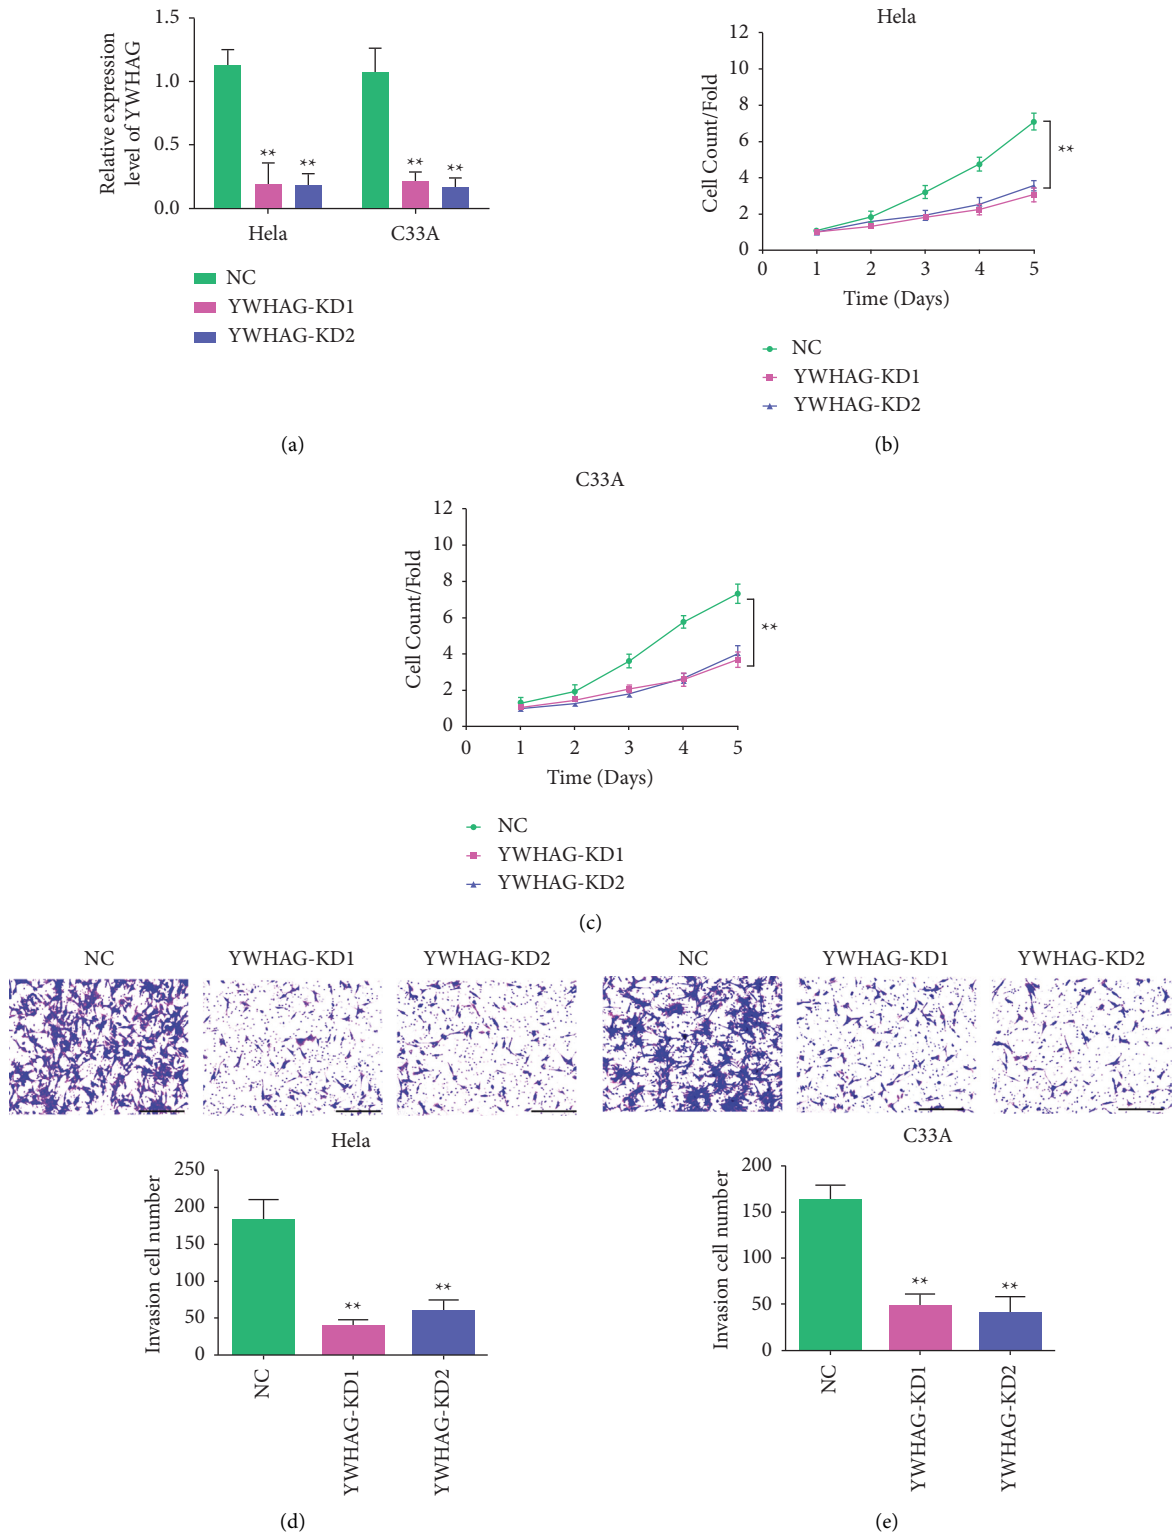 Relative expression
level of YWHAG
1.5
1.0
0.5
0.0
** ** ** **
Hela C33A
NC
YWHAG-KD1
YWHAG-KD2
(a)
Hela
Cell Count/Fold
12
10
8
6
4
2
0
**
0 1 2 3 4 5
Time (Days)
NC
YWHAG-KD1
YWHAG-KD2
(b)
C33A
Cell Count/Fold
12
10
8
6
4
2
0
**
0 1 2 3 4 5
Time (Days)
NC
YWHAG-KD1
YWHAG-KD2
(c)
NC YWHAG-KD1 YWHAG-KD2
Hela
Invasion cell number
250
200
150
100
50
0
** **
NC YWHAG-KD1 YWHAG-KD2
(d)
NC YWHAG-KD1 YWHAG-KD2
C33A
Invasion cell number
200
150
100
50
0
** **
NC YWHAG-KD1 YWHAG-KD2
(e)